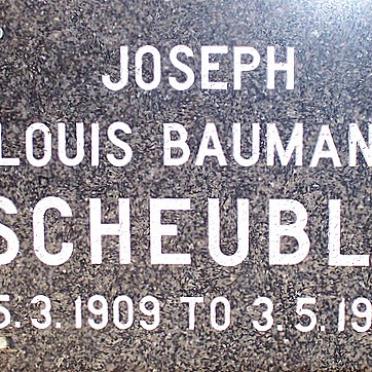 JOSEPH
LOUIS BAUMAN
SCHEUBL
5.3.1909 TO 3.5.19